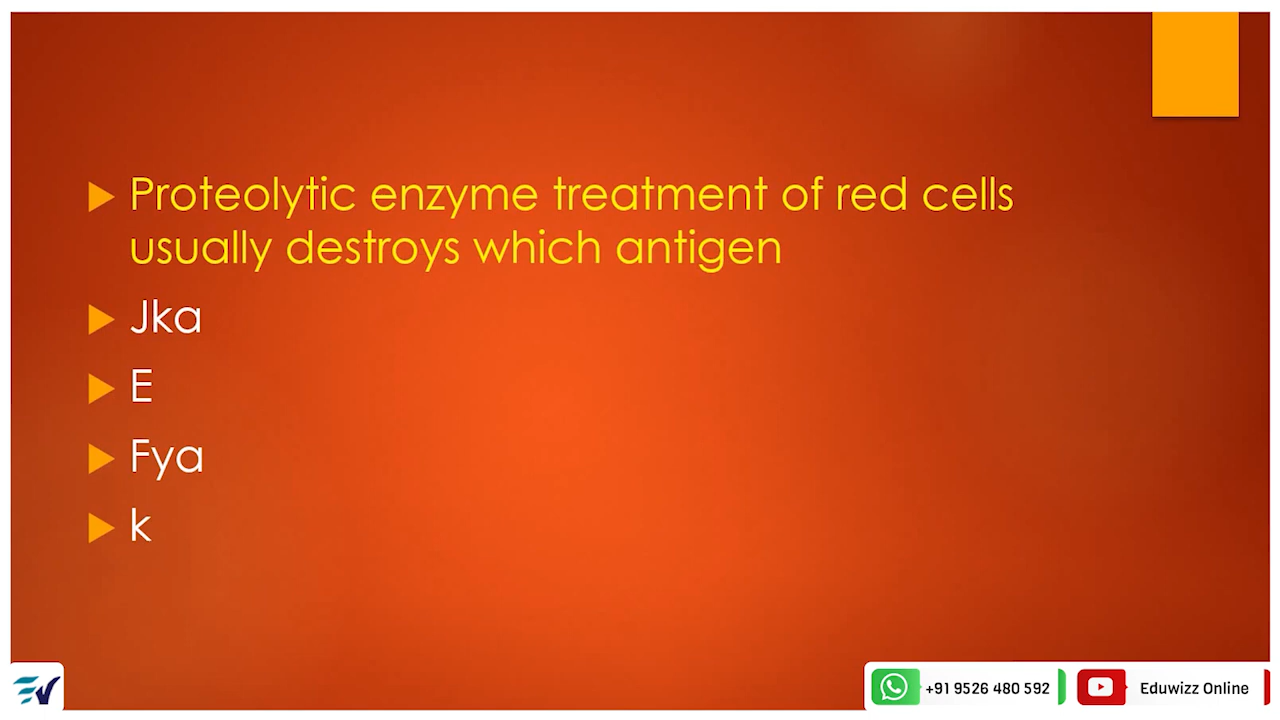 Proteolytic enzyme treatment of red cells
usually destroys which antigen
Jka
E
Fya
k
+91 9526 480 592
Eduwizz Online